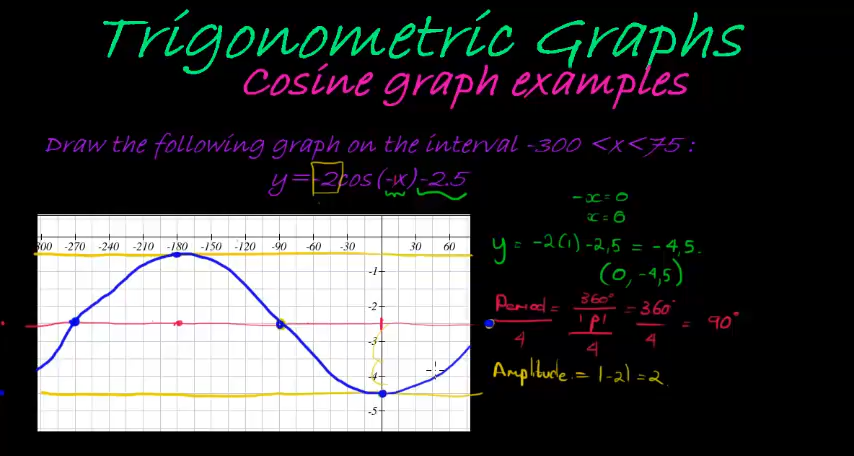 Trigonometric Graphs
Cosine graph examples
Draw the following graph on the interval -300 <x<75 :
y=-2cos(-x)-2.5
-x=0
x=0
y = -2(1)-2,5 = -4,5.
(0, -4,5)
Period = 360° = 360° = 90°
4 |P| 4
4
Amplitude = |-2| = 2.
300 -270 -240 -210 -180 -150 -120 -90 -60 -30 30 60
-1
-2
-3
-4
-5